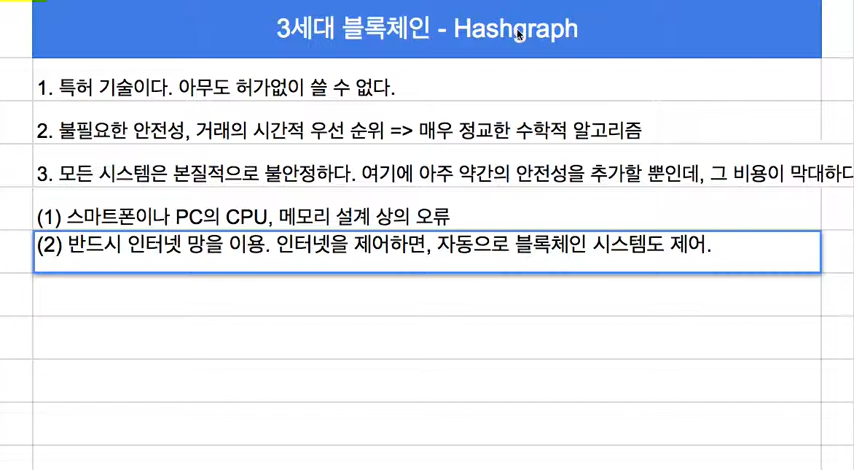 3세대 블록체인 - Hashgraph
1. 특허 기술이다. 아무도 허가없이 쓸 수 없다.
2. 불필요한 안전성, 거래의 시간적 우선 순위 => 매우 정교한 수학적 알고리즘
3. 모든 시스템은 본질적으로 불안정하다. 여기에 아주 약간의 안전성을 추가할 뿐인데, 그 비용이 막대하다
(1) 스마트폰이나 PC의 CPU, 메모리 설계 상의 오류
(2) 반드시 인터넷 망을 이용. 인터넷을 제어하면, 자동으로 블록체인 시스템도 제어.